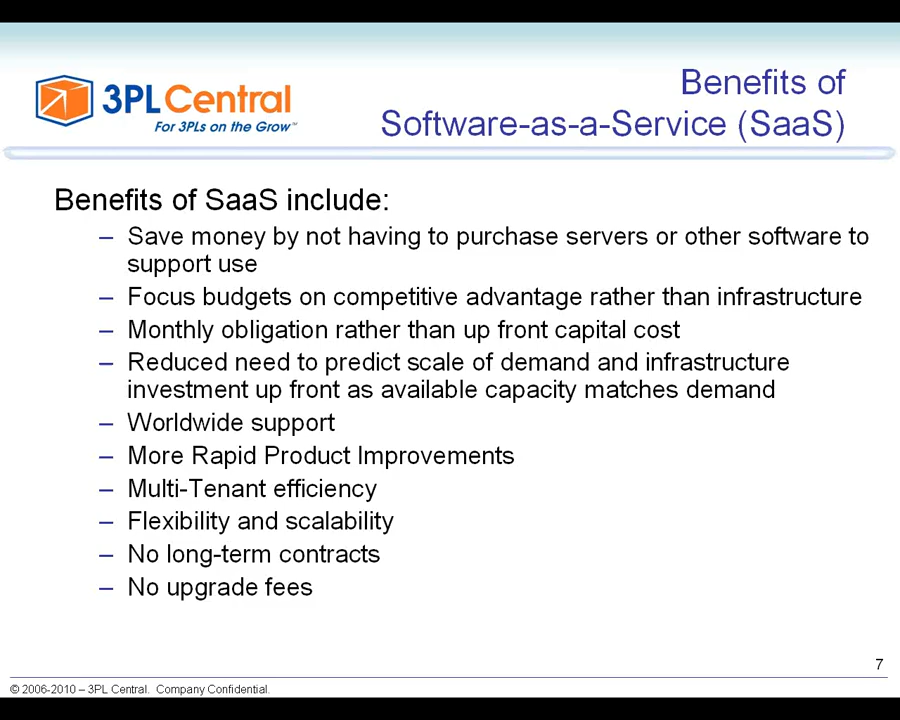 3PL Central
For 3PLs on the Grow™
Benefits of
Software-as-a-Service (SaaS)
Benefits of SaaS include:
– Save money by not having to purchase servers or other software to
support use
– Focus budgets on competitive advantage rather than infrastructure
– Monthly obligation rather than up front capital cost
– Reduced need to predict scale of demand and infrastructure
investment up front as available capacity matches demand
– Worldwide support
– More Rapid Product Improvements
– Multi-Tenant efficiency
– Flexibility and scalability
– No long-term contracts
– No upgrade fees
7
© 2006-2010 – 3PL Central. Company Confidential.